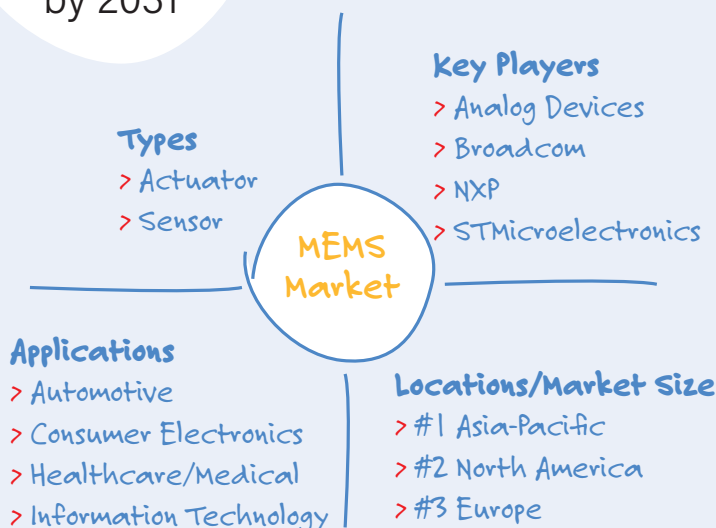 by 2031
Types
> Actuator
> Sensor
Key Players
> Analog Devices
> Broadcom
> NXP
> STMicroelectronics
MEMS
Market
Applications
> Automotive
> Consumer Electronics
> Healthcare/Medical
> Information Technology
Locations/Market Size
> #1 Asia-Pacific
> #2 North America
> #3 Europe